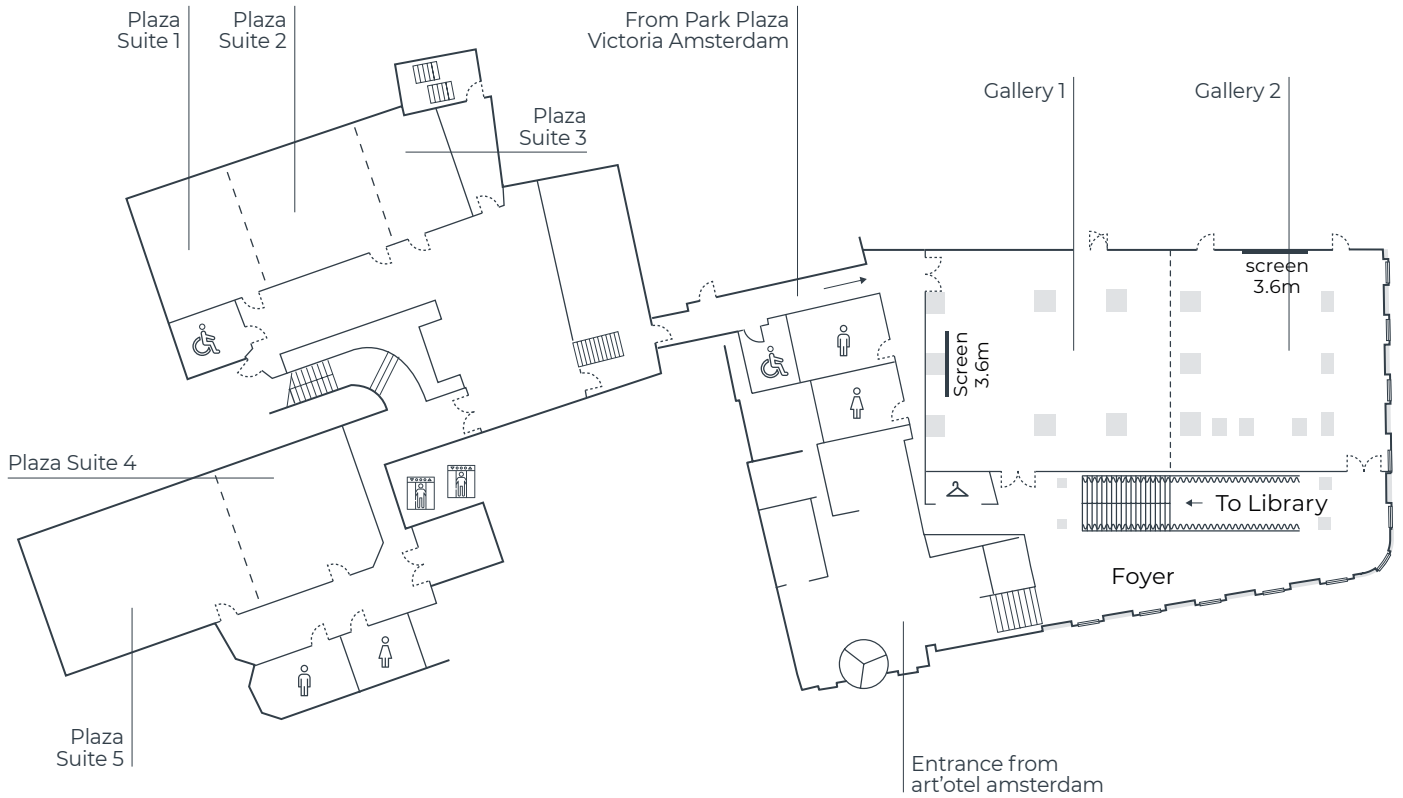 Plaza
Suite 1
Plaza
Suite 2
From Park Plaza
Victoria Amsterdam
Gallery 1
Gallery 2
Plaza
Suite 3
screen
3.6m
Screen
3.6m
Plaza Suite 4
To Library
Foyer
Plaza
Suite 5
Entrance from
art’otel amsterdam